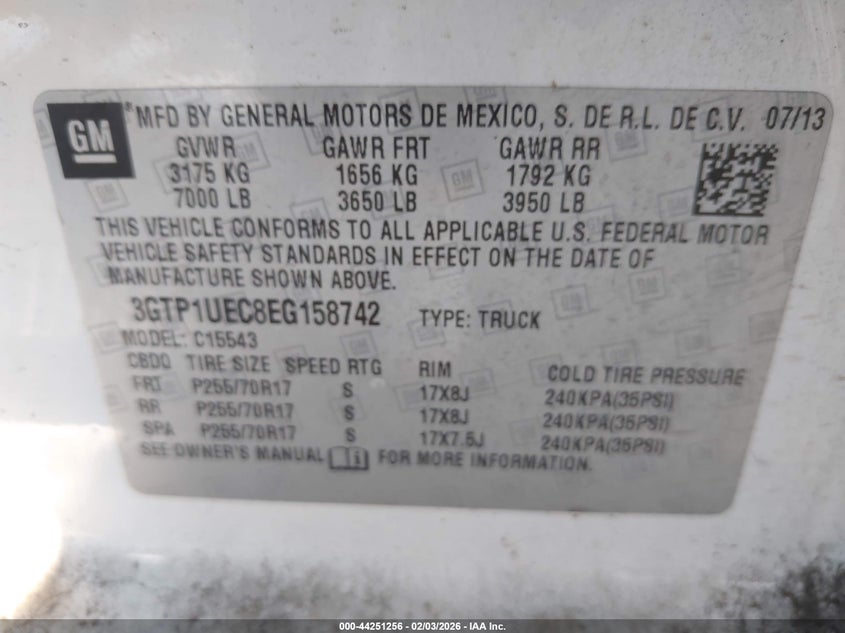 GM
® MFD BY GENERAL MOTORS DE MEXICO, S. DE R.L. DE C.V. 07/13
GVWR GAWR FRT GAWR RR
3175 KG 1656 KG 1792 KG
7000 LB 3650 LB 3950 LB
THIS VEHICLE CONFORMS TO ALL APPLICABLE U.S. FEDERAL MOTOR
VEHICLE SAFETY STANDARDS IN EFFECT ON THE DATE OF
MANUFACTURE SHOWN ABOVE.
3GTP1UEC8EG158742 TYPE: TRUCK
MODEL: C15543
CBDO TIRE SIZE SPEED RTG RIM COLD TIRE PRESSURE
FRT P255/70R17 S 17X8J 240KPA(35PSI)
RR P255/70R17 S 17X8J 240KPA(35PSI)
SPA P255/70R17 S 17X7.5J 240KPA(35PSI)
SEE OWNER'S MANUAL FOR MORE INFORMATION.
000-44251256 - 02/03/2026 - IAA Inc.